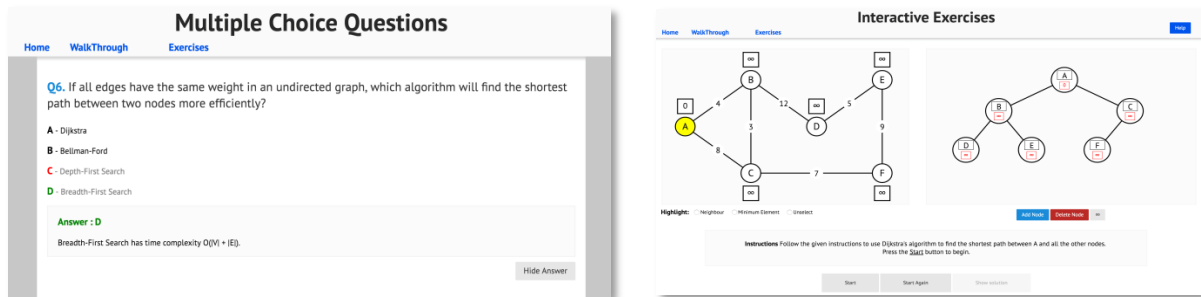 Multiple Choice Questions
Home WalkThrough Exercises
Q6. If all edges have the same weight in an undirected graph, which algorithm will find the shortest
path between two nodes more efficiently?
A - Dijkstra
B - Bellman-Ford
C - Depth-First Search
D - Breadth-First Search
Answer : D
Breadth-First Search has time complexity O(|V| + |E|).
Hide Answer
Interactive Exercises
Help
Home WalkThrough Exercises
∞ ∞
B E
0 4 12 ∞ 5
A 3 D 9
8
C 7 F
∞ ∞
A
B C
∞ ∞
D E F
∞ ∞ ∞
Highlight: Neighbour Minimum Element Unselect
Add Node Delete Node ∞
Instructions Follow the given instructions to use Dijkstra's algorithm to find the shortest path between A and all the other nodes.
Press the Start button to begin.
Start Start Again Show solution